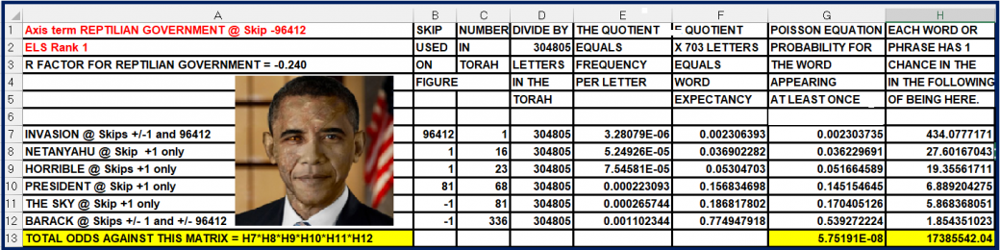 A B C D E F G H
1 Axis term REPTILIAN GOVERNMENT @ Skip -96412 SKIP NUMBER DIVIDE BY THE QUOTIENT QUOTIENT POISSON EQUATION EACH WORD OR
2 ELS Rank 1 USED IN 304805 EQUALS X 703 LETTERS PROBABILITY FOR PHRASE HAS 1
3 R FACTOR FOR REPTILIAN GOVERNMENT = -0.240 ON TORAH LETTERS FREQUENCY EQUALS THE WORD CHANCE IN THE
4 FIGURE IN THE PER LETTER WORD APPEARING IN THE FOLLOWING
5 TORAH EXPECTANCY AT LEAST ONCE OF BEING HERE.
6
7 INVASION @ Skips +/-1 and 96412 96412 1 304805 3.28079E-06 0.002306393 0.002303735 434.0777171
8 NETANYAHU @ Skip +1 only 1 16 304805 5.24926E-05 0.036902282 0.036229691 27.60167043
9 HORRIBLE @ Skips +1 only 1 23 304805 7.54581E-05 0.05304703 0.051664589 19.35561711
10 PRESIDENT @ Skip +1 only 81 68 304805 0.000223093 0.156834698 0.145154645 6.889204275
11 THE SKY @ Skip +1 only -1 81 304805 0.000265744 0.186817802 0.170405126 5.868368051
12 BARACK @ Skip +/-1 and +/-96412 -1 336 304805 0.001102344 0.774947918 0.539272224 1.854351023
13 TOTAL ODDS AGAINST THIS MATRIX = H7*H8*H9*H10*H11*H12 5.75191E-08 17385542.04